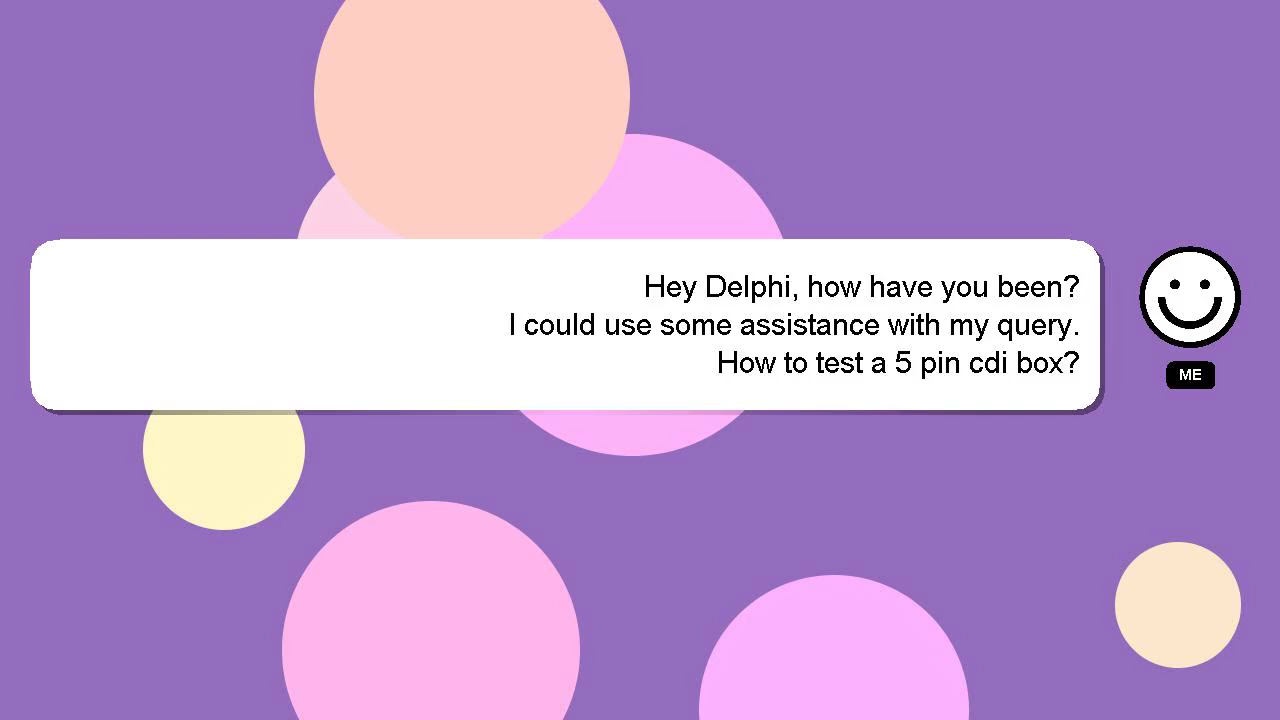 Hey Delphi, how have you been?
I could use some assistance with my query.
How to test a 5 pin cdi box?
ME